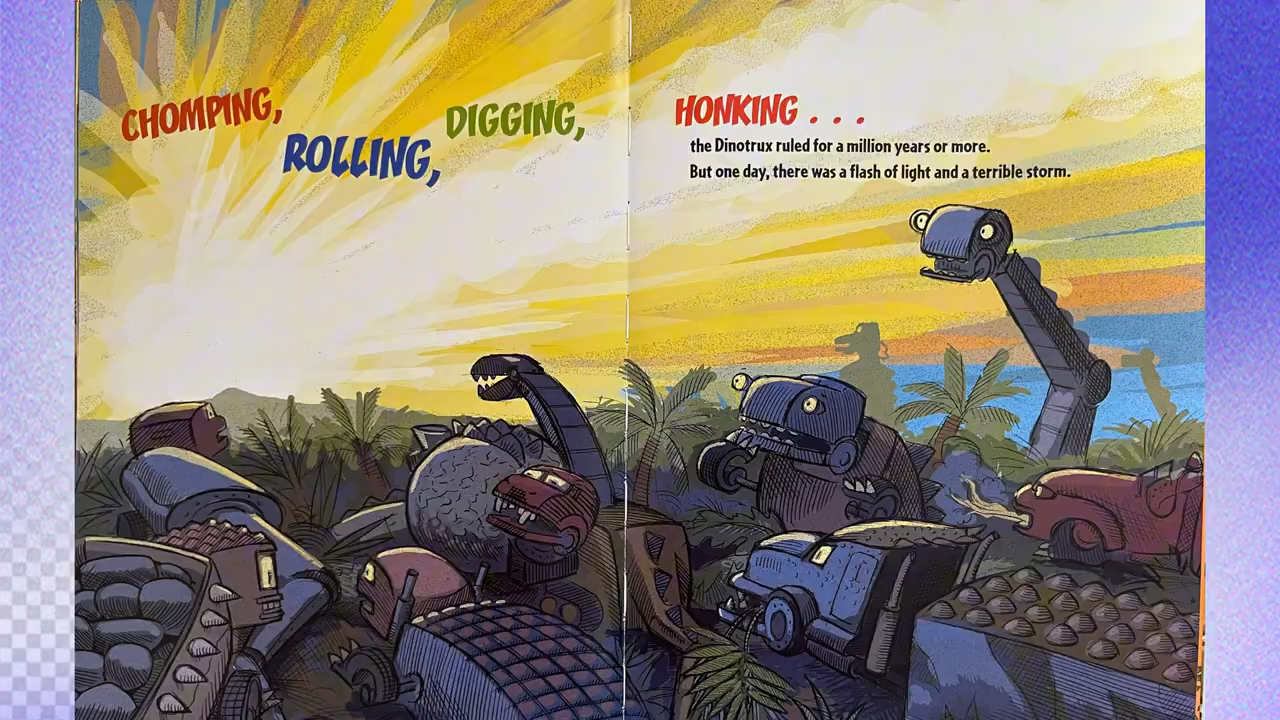 CHOMPING,
ROLLING,
DIGGING,
HONKING . . .
the Dinotrux ruled for a million years or more.
But one day, there was a flash of light and a terrible storm.